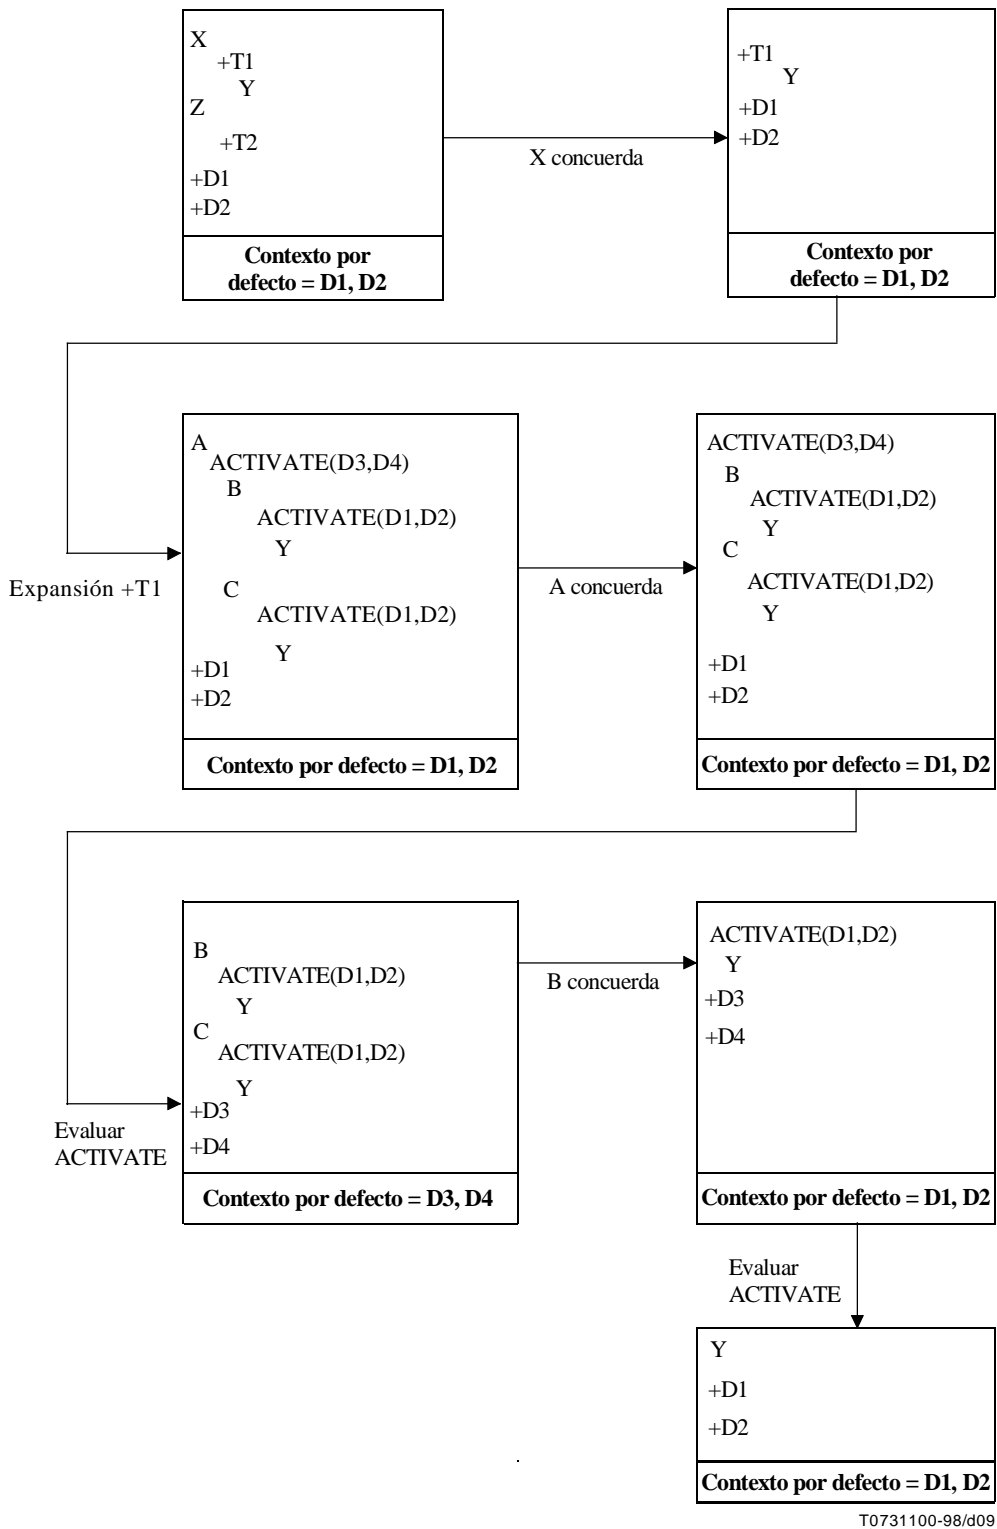 X
+T1
Y
Z
+T2
+D1
+D2
Contexto por
defecto = D1, D2
X concuerda
+T1
Y
+D1
+D2
Contexto por
defecto = D1, D2
Expansión +T1
A
ACTIVATE(D3,D4)
B
ACTIVATE(D1,D2)
Y
C
ACTIVATE(D1,D2)
Y
+D1
+D2
Contexto por defecto = D1, D2
A concuerda
ACTIVATE(D3,D4)
B
ACTIVATE(D1,D2)
Y
C
ACTIVATE(D1,D2)
Y
+D1
+D2
Contexto por defecto = D1, D2
Evaluar
ACTIVATE
B
ACTIVATE(D1,D2)
Y
C
ACTIVATE(D1,D2)
Y
+D3
+D4
Contexto por defecto = D3, D4
B concuerda
ACTIVATE(D1,D2)
Y
+D3
+D4
Contexto por defecto = D1, D2
Evaluar
ACTIVATE
Y
+D1
+D2
Contexto por defecto = D1, D2
T0731100-98/d09